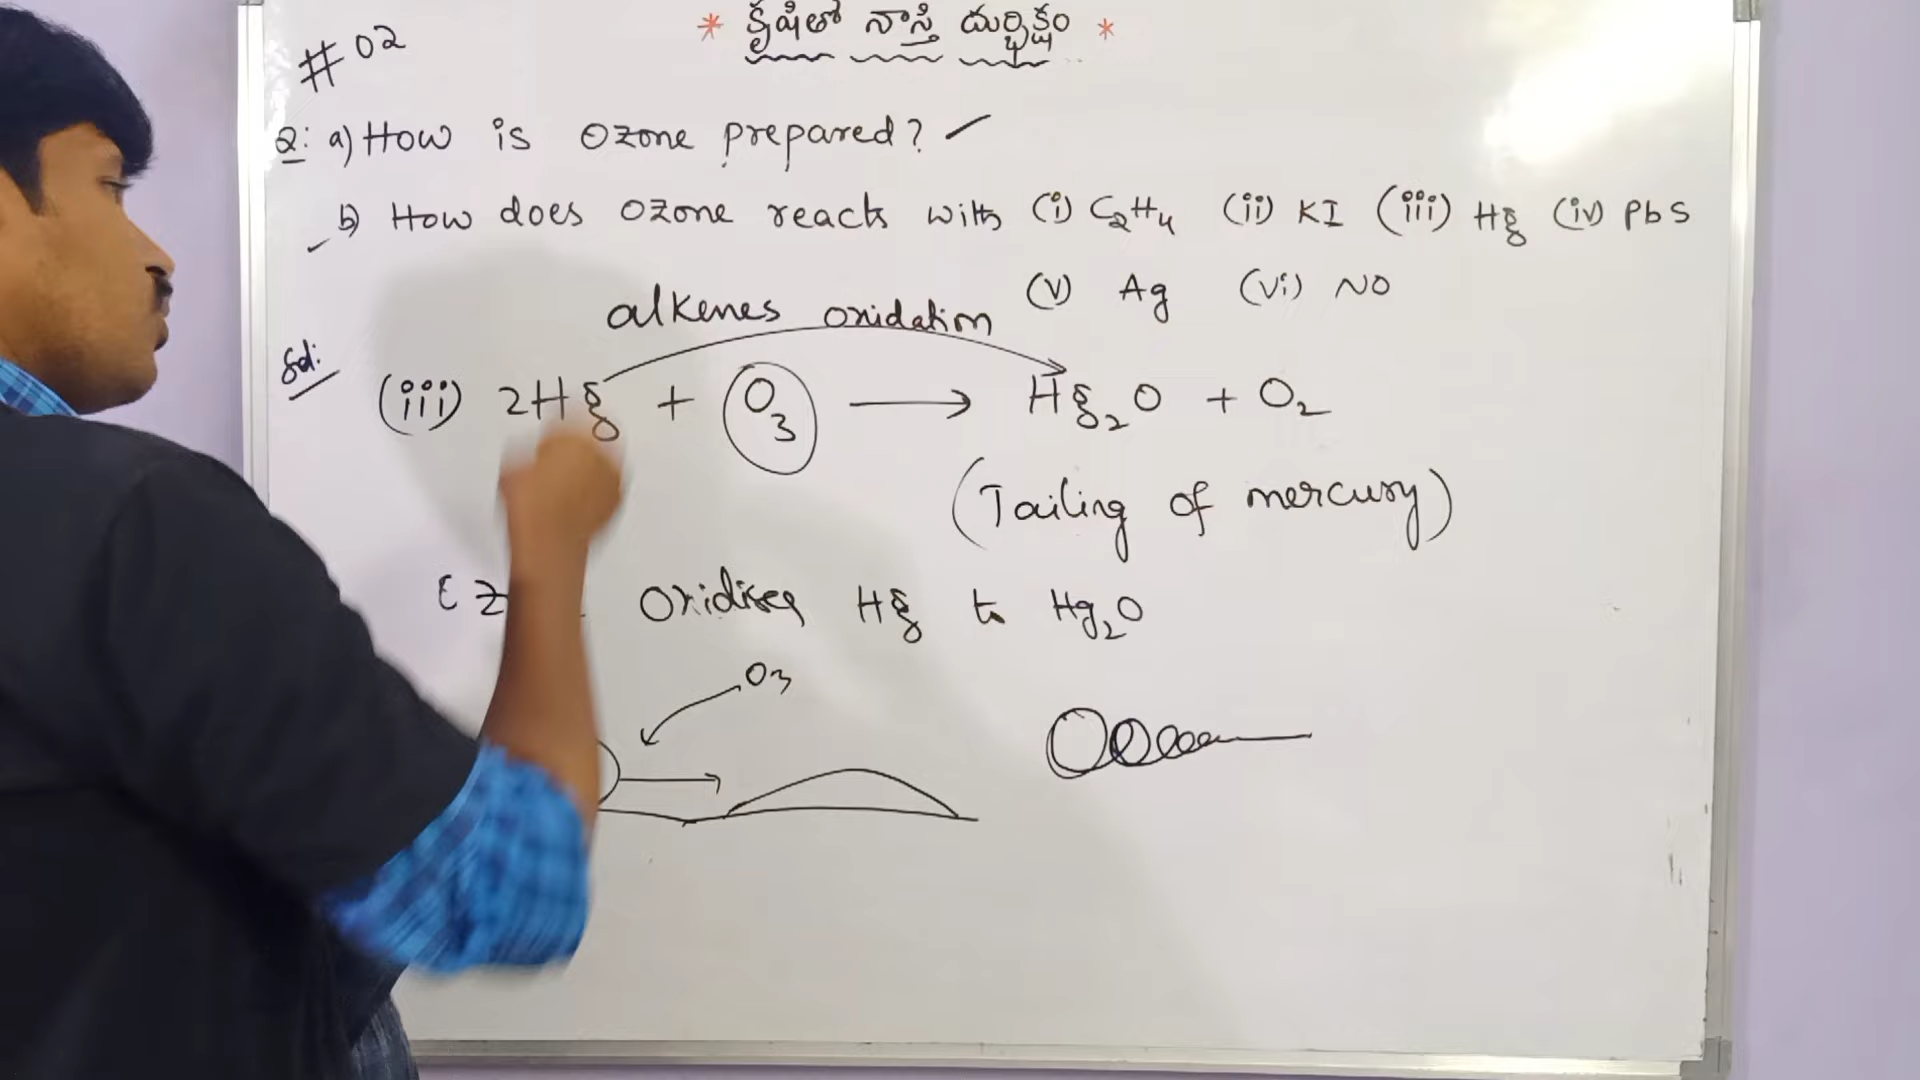 * కృషితో నాస్తి దుర్భిక్షం *
# 02
Q: a) How is Ozone prepared? ✓
b) How does ozone reacts with (i) C₂H₄ (ii) KI (iii) Hg (iv) PbS
(v) Ag (vi) NO
alkenes oxidation
Sol:
(iii) 2Hg + O₃ ⟶ Hg₂O + O₂
(Tailing of mercury)
Oxidises Hg to Hg₂O
O₃